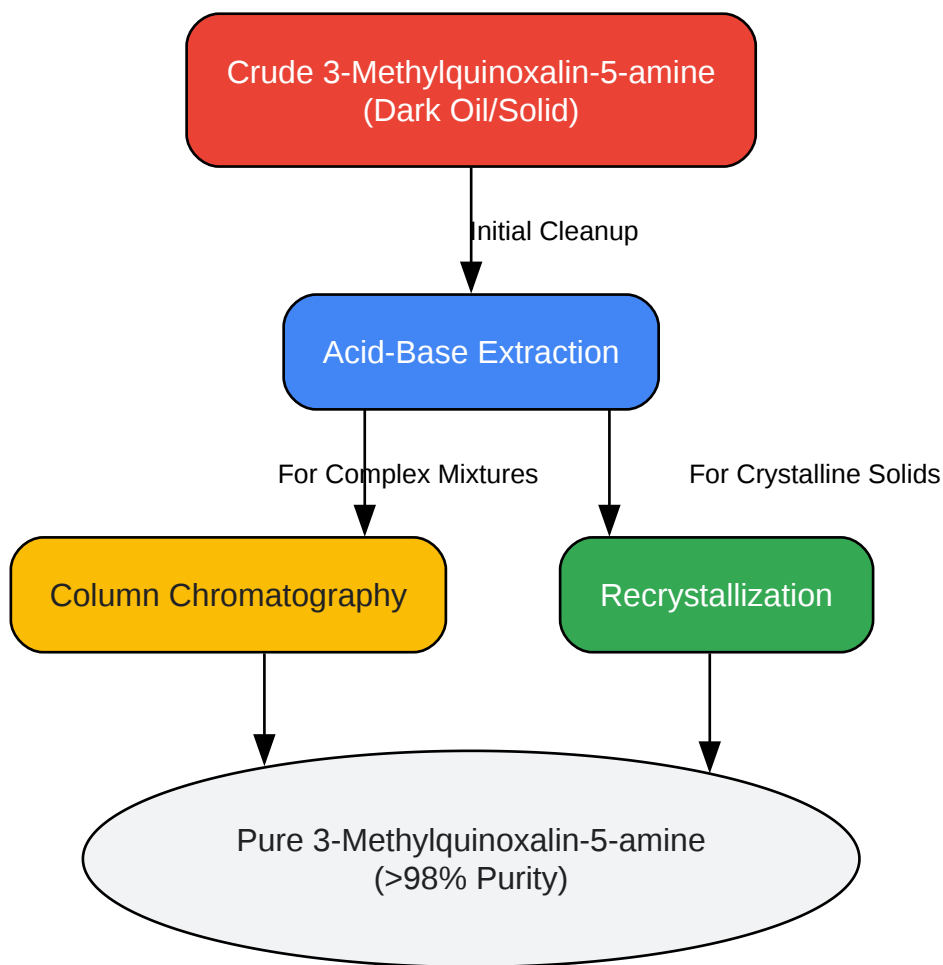 Crude 3-Methylquinoxalin-5-amine
(Dark Oil/Solid)
Initial Cleanup
Acid-Base Extraction
For Complex Mixtures
For Crystalline Solids
Column Chromatography
Recrystallization
Pure 3-Methylquinoxalin-5-amine
(>98% Purity)